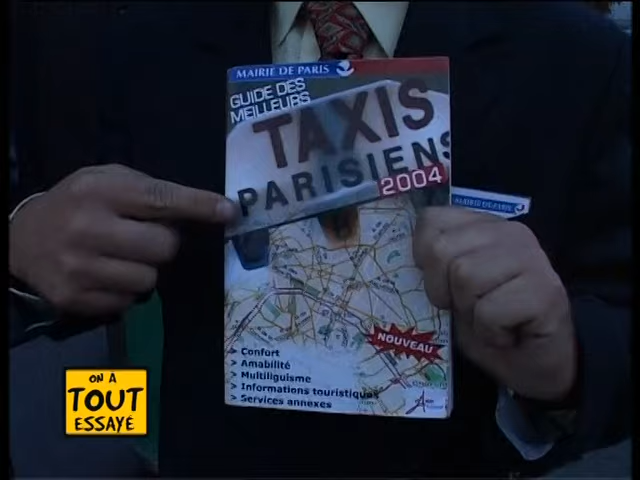 MAIRIE DE PARIS
GUIDE DES
MEILLEURS
TAXIS
PARISIENS
2004
MAIRIE DE PARIS
NOUVEAU
> Confort
> Amabilité
> Multiliguisme
> Informations touristiques
> Services annexes
ON A
TOUT
ESSAYÉ